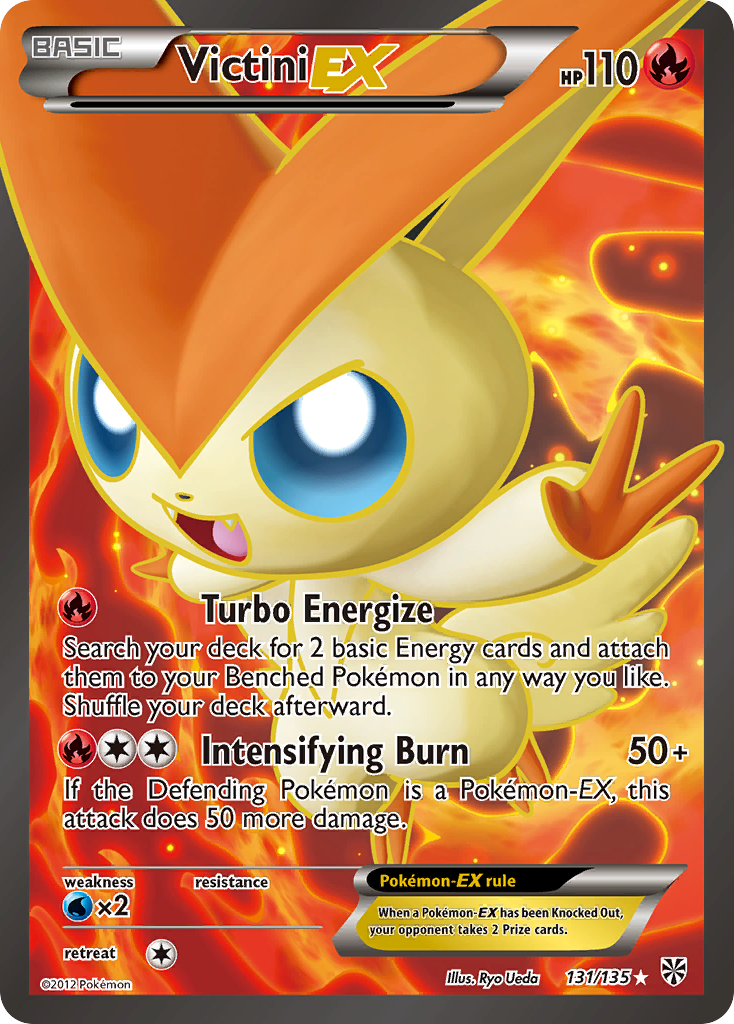 BASIC
Victini EX
HP110
Turbo Energize
Search your deck for 2 basic Energy cards and attach
them to your Benched Pokémon in any way you like.
Shuffle your deck afterward.
Intensifying Burn 50+
If the Defending Pokémon is a Pokémon-EX, this
attack does 50 more damage.
weakness resistance
×2
retreat
Pokémon-EX rule
When a Pokémon-EX has been Knocked Out,
your opponent takes 2 Prize cards.
©2012 Pokémon
Illus. Ryo Ueda 131/135 ★